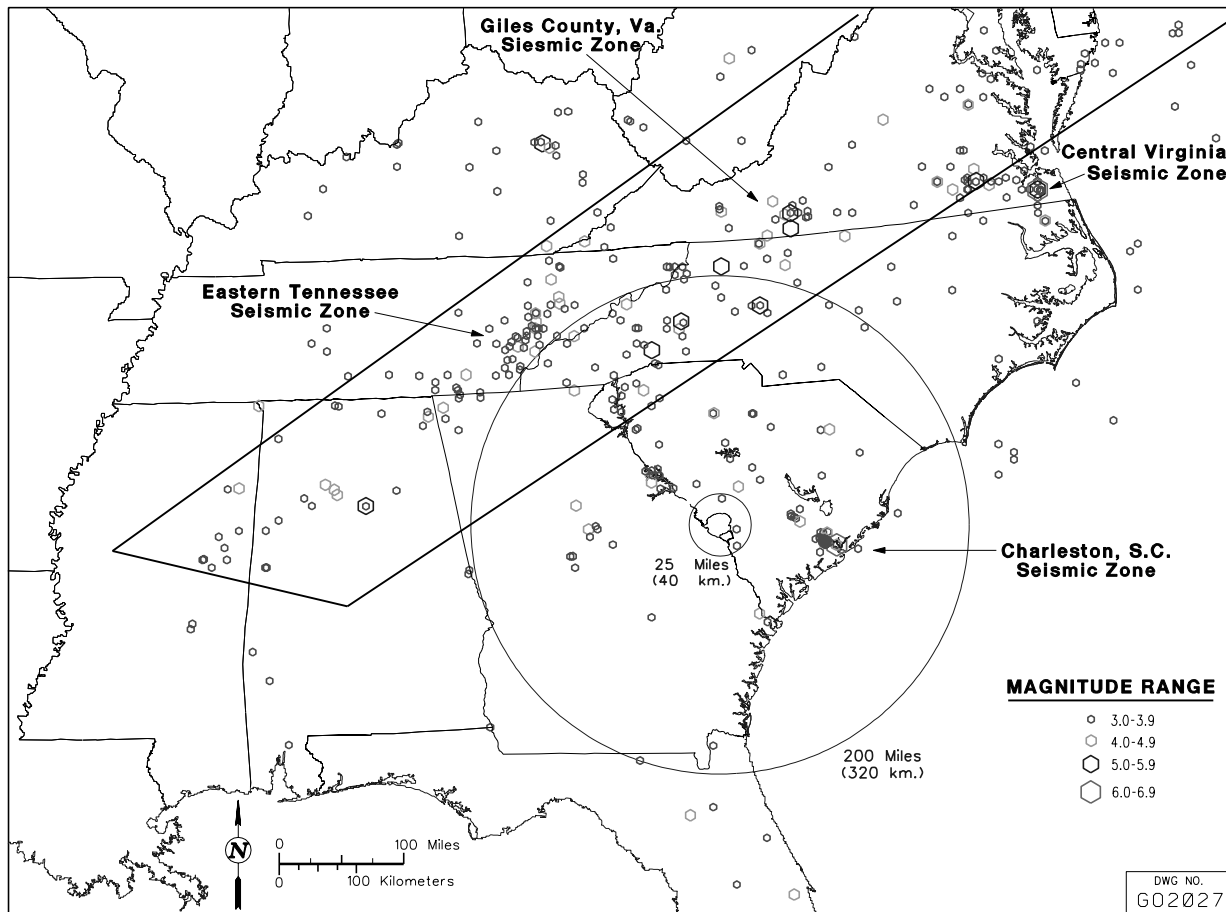 Giles County, Va.
Siesmic Zone
Central Virginia
Seismic Zone
Eastern Tennessee
Seismic Zone
25 Miles
(40 km.)
Charleston, S.C.
Seismic Zone
MAGNITUDE RANGE
3.0-3.9
4.0-4.9
5.0-5.9
6.0-6.9
200 Miles
(320 km.)
N
0 100 Miles
0 100 Kilometers
DWG NO.
GO2027